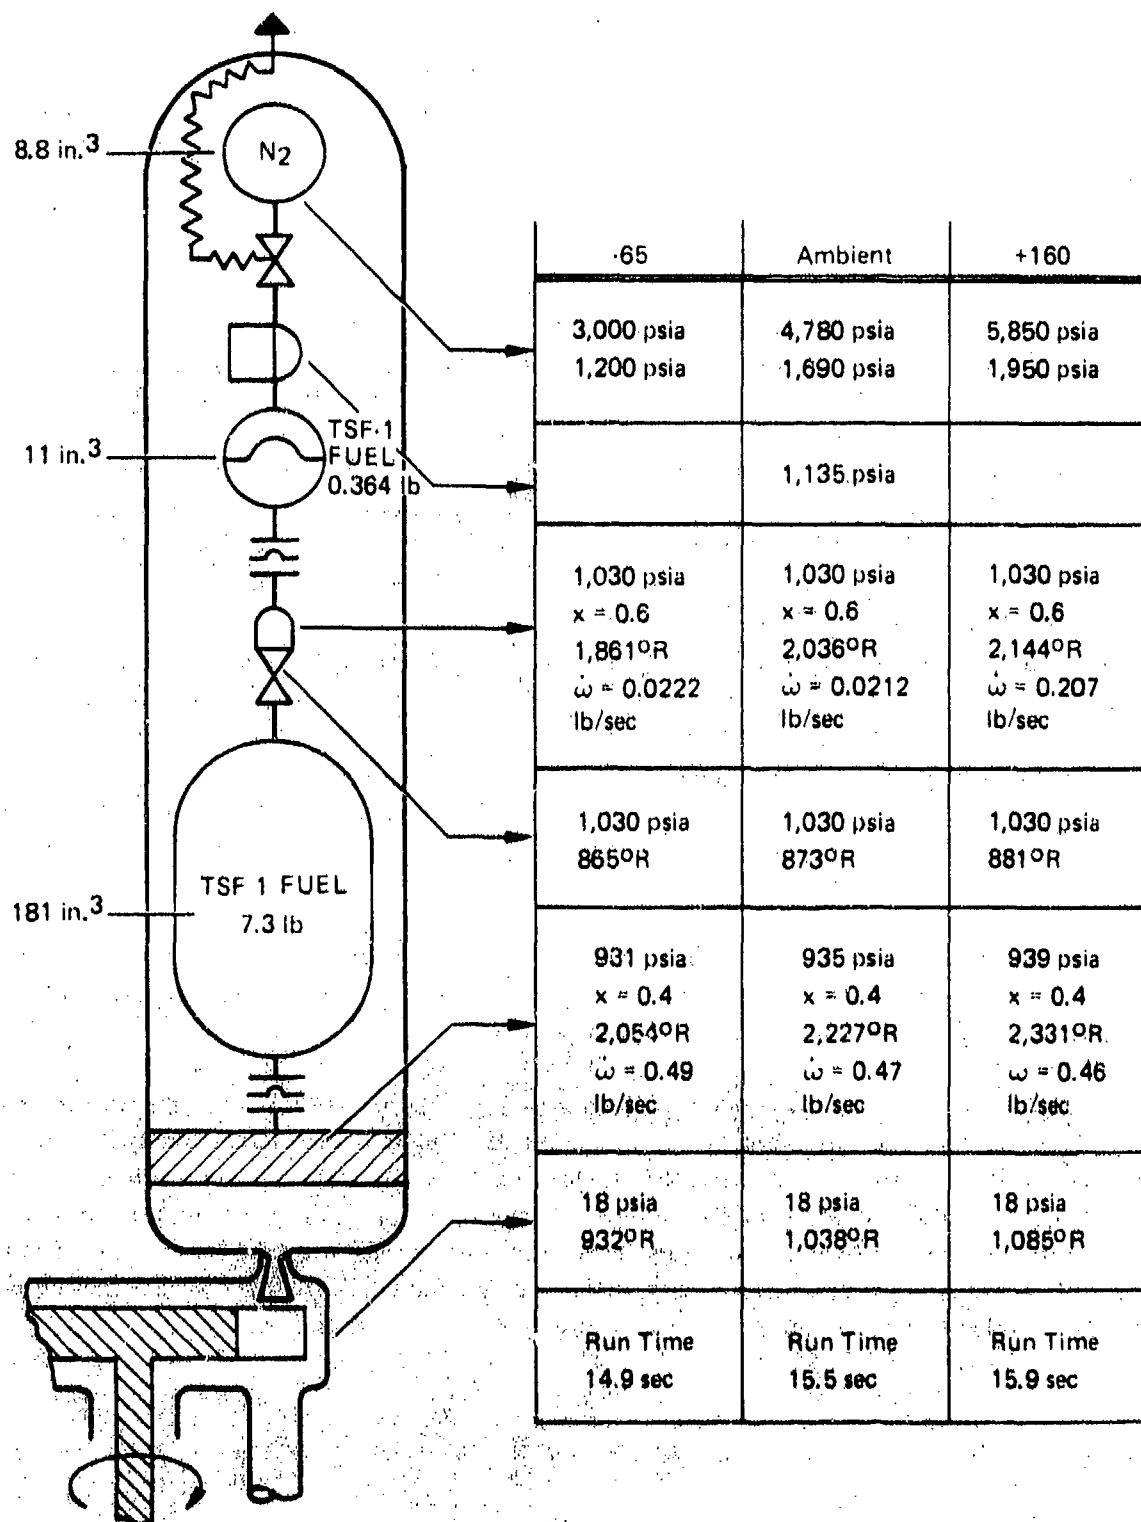 8.8 in.3
N2
11 in.3
TSF-1
FUEL
0.364 lb
181 in.3
TSF 1 FUEL
7.3 lb
-65 Ambient +160
3,000 psia 4,780 psia 5,850 psia
1,200 psia 1,690 psia 1,950 psia
1,135 psia
1,030 psia 1,030 psia 1,030 psia
x = 0.6 x = 0.6 x = 0.6
1,861°R 2,036°R 2,144°R
ω̇ = 0.0222 ω̇ = 0.0212 ω̇ = 0.207
lb/sec lb/sec lb/sec
1,030 psia 1,030 psia 1,030 psia
865°R 873°R 881°R
931 psia 935 psia 939 psia
x = 0.4 x = 0.4 x = 0.4
2,054°R 2,227°R 2,331°R
ω̇ = 0.49 ω̇ = 0.47 ω = 0.46
lb/sec lb/sec lb/sec
18 psia 18 psia 18 psia
932°R 1,038°R 1,085°R
Run Time Run Time Run Time
14.9 sec 15.5 sec 15.9 sec